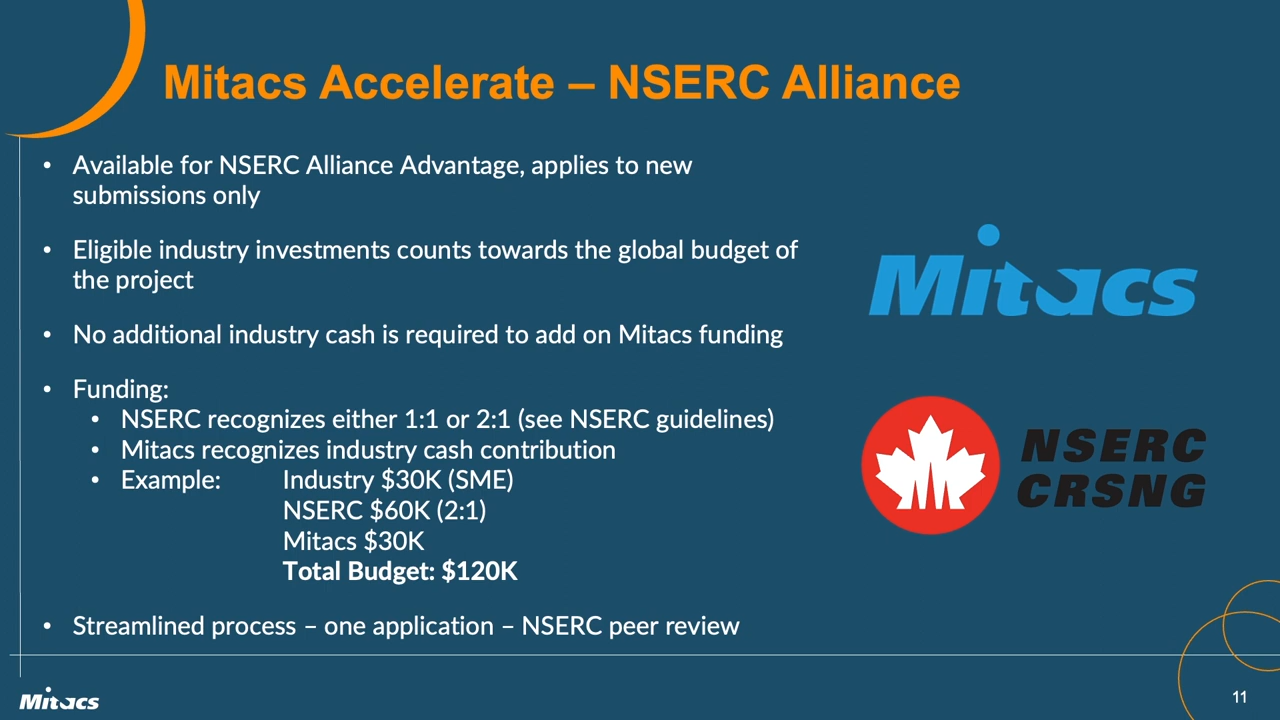 Mitacs Accelerate – NSERC Alliance
• Available for NSERC Alliance Advantage, applies to new
submissions only
• Eligible industry investments counts towards the global budget of
the project
• No additional industry cash is required to add on Mitacs funding
• Funding:
• NSERC recognizes either 1:1 or 2:1 (see NSERC guidelines)
• Mitacs recognizes industry cash contribution
• Example: Industry $30K (SME)
NSERC $60K (2:1)
Mitacs $30K
Total Budget: $120K
• Streamlined process – one application – NSERC peer review
Mitacs
NSERC
CRSNG
Mitacs
11